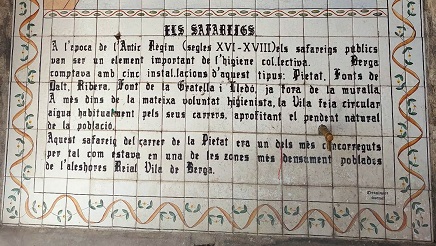 ELS SAFAREIGS
A l'època de l'Antic Règim (segles XVI-XVIII) els safareigs públics
van ser un element important de l'higiene col.lectiva. Berga
comptava amb cinc instal.lacions d'aquest tipus: Pietat, Fonts de
Dalt, Ribera, Font de la Gratella i Lledó, ja fora de la muralla.
A més dins de la mateixa voluntat higienista, la Vila feia circular
aigua habitualment pels seus carrers, aprofitant el pendent natural
de la població.
Aquest safareig del carrer de la Pietat era un dels més concorreguts
per tal com estava en una de les zones més densament poblades
de l'aleshores Reial Vila de Berga.